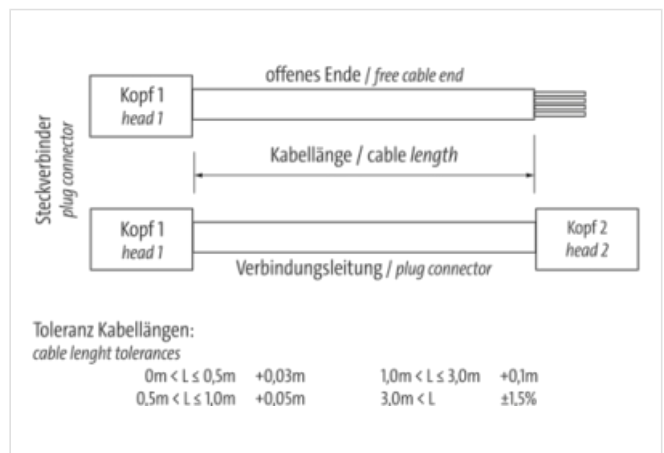 offenes Ende / free cable end
Kopf 1
head 1
Steckverbinder
plug connector
Kabellänge / cable length
Kopf 1
head 1
Kopf 2
head 2
Verbindungsleitung / plug connector
Toleranz Kabellängen:
cable lenght tolerances
0m < L ≤ 0,5m +0,03m 1,0m < L ≤ 3,0m +0,1m
0,5m < L ≤ 1,0m +0,05m 3,0m < L ±1,5%